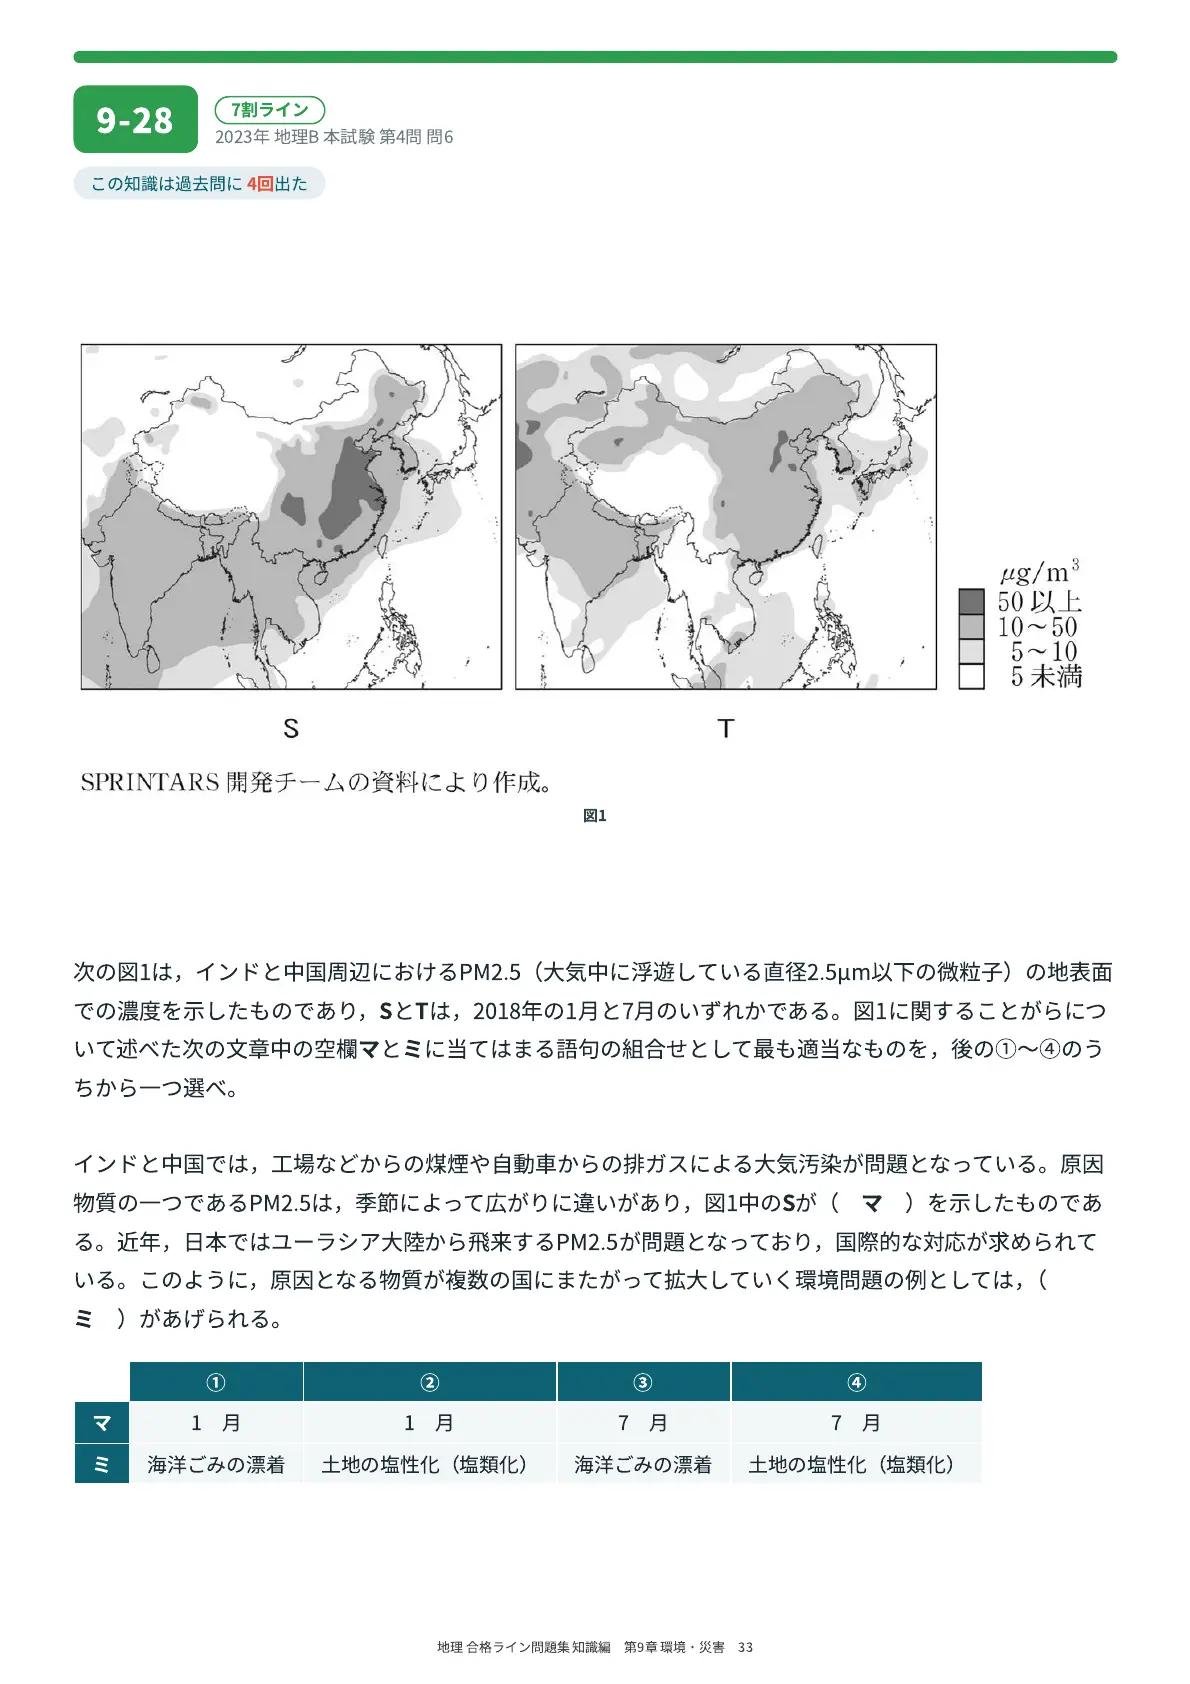 9-28
7割ライン
2023年 地理B 本試験 第4問 問6
この知識は過去問に 4回出た
μg/m³
50 以上
10～50
5～10
5 未満
S
T
SPRINTARS 開発チームの資料により作成。
図1
次の図1は，インドと中国周辺におけるPM2.5（大気中に浮遊している直径2.5μm以下の微粒子）の地表面
での濃度を示したものであり，SとTは，2018年の1月と7月のいずれかである。図1に関することがらにつ
いて述べた次の文章中の空欄マとミに当てはまる語句の組合せとして最も適当なものを，後の①～④のう
ちから一つ選べ。
インドと中国では，工場などからの煤煙や自動車からの排ガスによる大気汚染が問題となっている。原因
物質の一つであるPM2.5は，季節によって広がりに違いがあり，図1中のSが（　マ　）を示したものであ
る。近年，日本ではユーラシア大陸から飛来するPM2.5が問題となっており，国際的な対応が求められて
いる。このように，原因となる物質が複数の国にまたがって拡大していく環境問題の例としては，（
ミ　）があげられる。
① ② ③ ④
マ 1　月 1　月 7　月 7　月
ミ 海洋ごみの漂着 土地の塩性化（塩類化） 海洋ごみの漂着 土地の塩性化（塩類化）
地理 合格ライン問題集 知識編　第9章 環境・災害　33